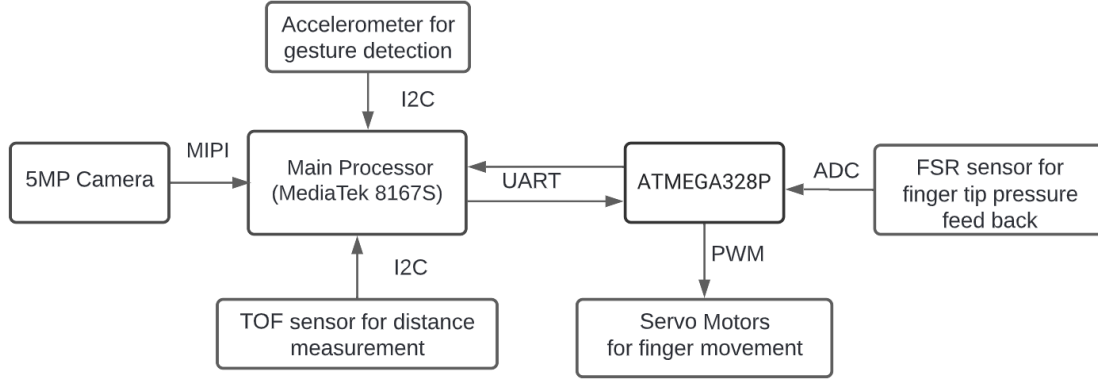 Accelerometer for
gesture detection
I2C
MIPI
5MP Camera
Main Processor
(MediaTek 8167S)
UART
ATMEGA328P
ADC
FSR sensor for
finger tip pressure
feed back
I2C
PWM
TOF sensor for distance
measurement
Servo Motors
for finger movement